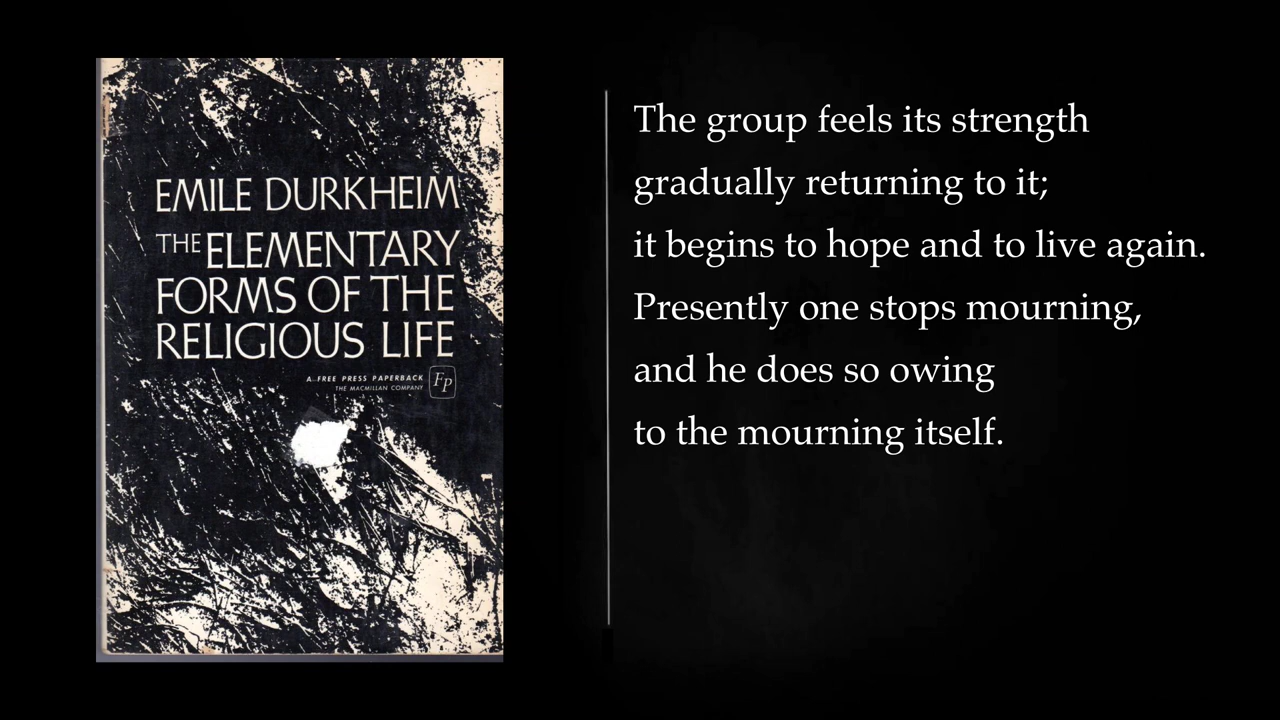 EMILE DURKHEIM
THE ELEMENTARY
FORMS OF THE
RELIGIOUS LIFE
A FREE PRESS PAPERBACK
THE MACMILLAN COMPANY
FP
The group feels its strength
gradually returning to it;
it begins to hope and to live again.
Presently one stops mourning,
and he does so owing
to the mourning itself.